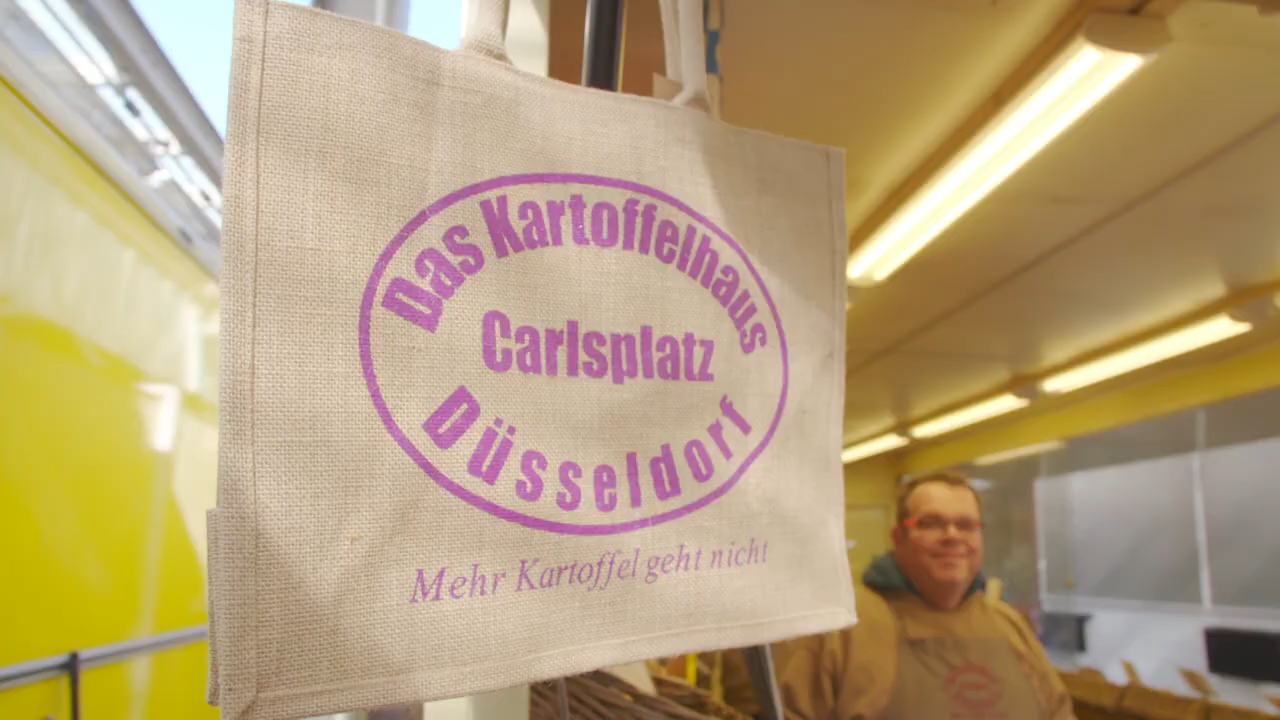 Das Kartoffelhaus
Carlsplatz
Düsseldorf
Mehr Kartoffel geht nicht